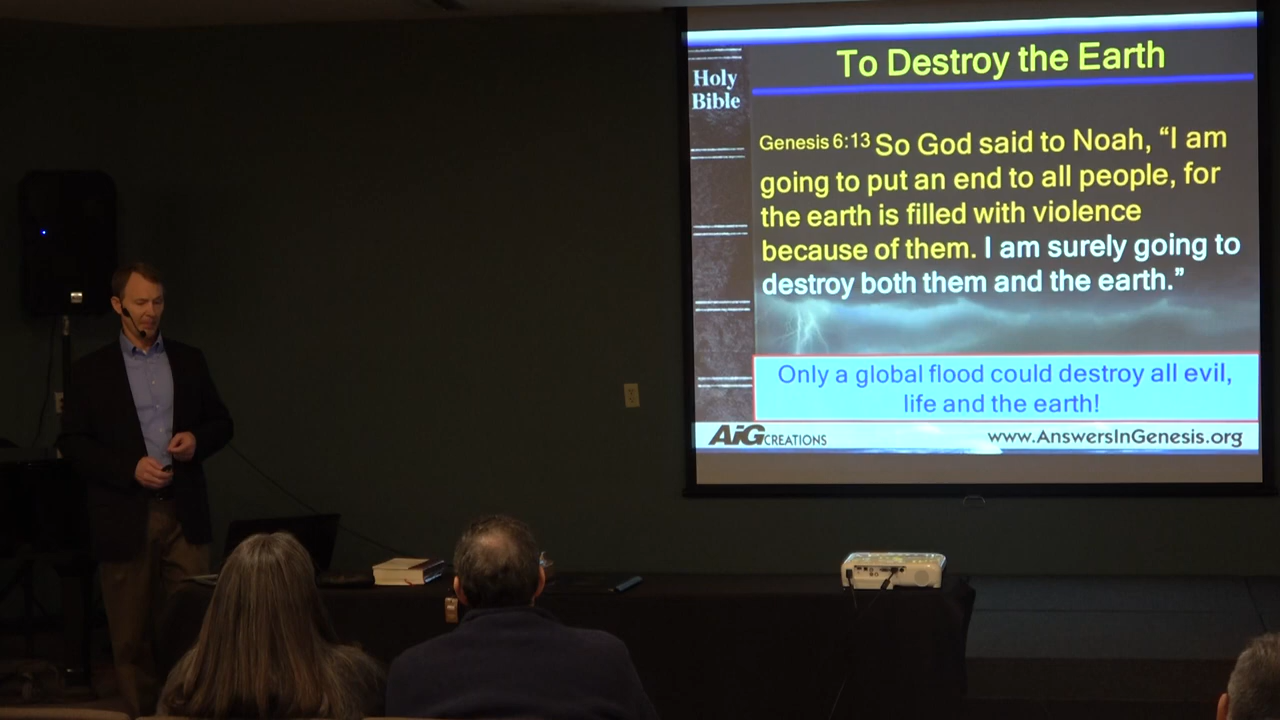 To Destroy the Earth
Holy
Bible
Genesis 6:13 So God said to Noah, “I am
going to put an end to all people, for
the earth is filled with violence
because of them. I am surely going to
destroy both them and the earth.”
Only a global flood could destroy all evil,
life and the earth!
AiG CREATIONS
www.AnswersInGenesis.org